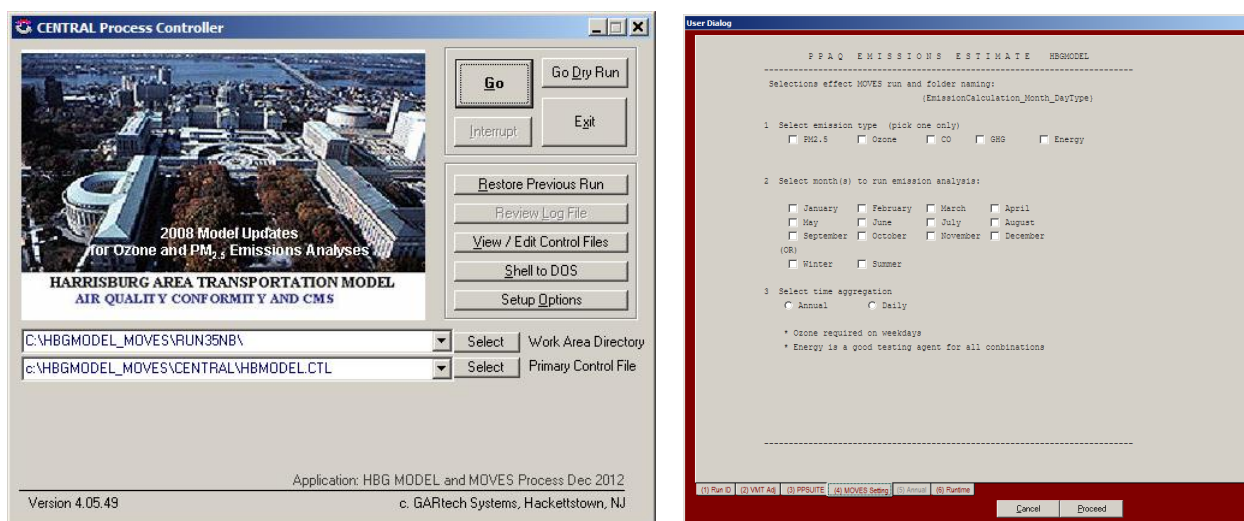 CENTRAL Process Controller
Go
Go Dry Run
Interrupt
Exit
Restore Previous Run
Review Log File
View / Edit Control Files
Shell to DOS
Setup Options
2008 Model Updates
for Ozone and PM2.5 Emissions Analyses
HARRISBURG AREA TRANSPORTATION MODEL
AIR QUALITY CONFORMITY AND CMS
C:\HBGMODEL_MOVES\RUN35NB\ Select Work Area Directory
c:\HBGMODEL_MOVES\CENTRAL\HBMODEL.CTL Select Primary Control File
Application: HBG MODEL and MOVES Process Dec 2012
Version 4.05.49 c. GARtech Systems, Hackettstown, NJ
User Dialog
P P A Q E M I S S I O N S E S T I M A T E HBGMODEL
Selections effect MOVES run and folder naming:
(EmissionCalculation_Month_DayType)
1 Select emission type (pick one only)
PM2.5 Ozone CO GHG Energy
2 Select month(s) to run emission analysis:
January February March April
May June July August
September October November December
(OR)
Winter Summer
3 Select time aggregation
Annual Daily
* Ozone required on weekdays
* Energy is a good testing agent for all conbinations
(1) Run ID (2) VMT Adj (3) PPSUITE (4) MOVES Setting (5) Annual (6) Runtime
Cancel Proceed